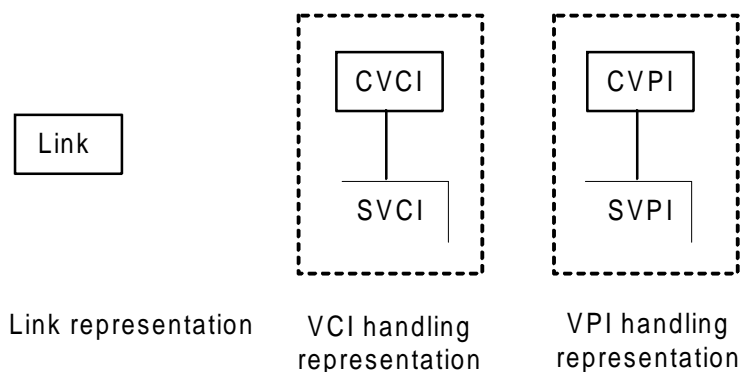 CVCI
CVPI
Link
SVCI
SVPI
Link representation
VCI handling
representation
VPI handling
representation